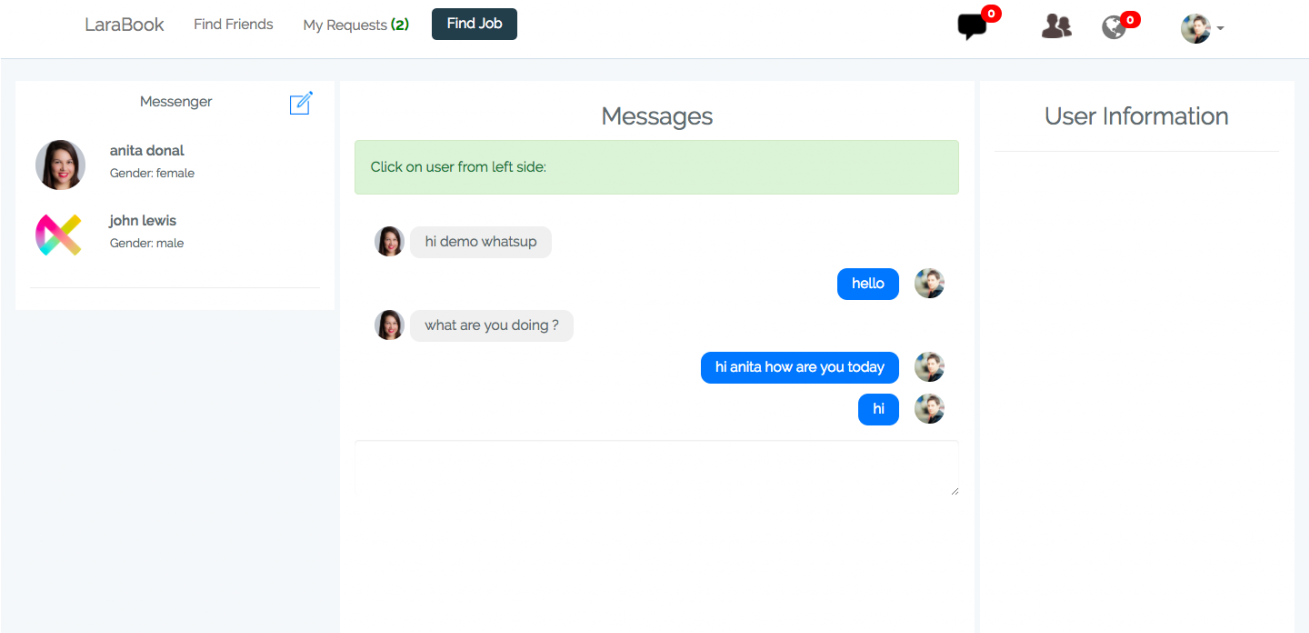 LaraBook Find Friends My Requests (2) Find Job 0 0
Messenger
anita donal
Gender: female
john lewis
Gender: male
Messages
Click on user from left side:
hi demo whatsup
hello
what are you doing ?
hi anita how are you today
hi
User Information